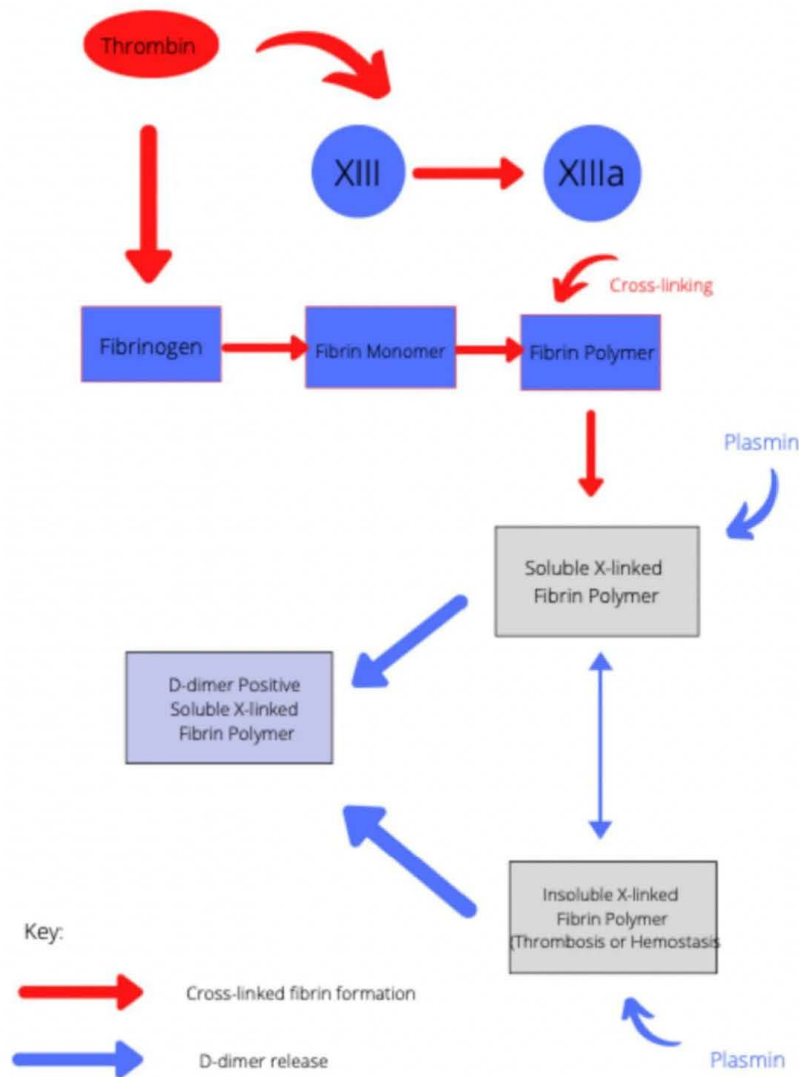 Thrombin
XIII
XIIIa
Cross-linking
Fibrinogen
Fibrin Monomer
Fibrin Polymer
Plasmin
Soluble X-linked
Fibrin Polymer
D-dimer Positive
Soluble X-linked
Fibrin Polymer
Insoluble X-linked
Fibrin Polymer
(Thrombosis or Hemostasis
Key:
Cross-linked fibrin formation
D-dimer release
Plasmin